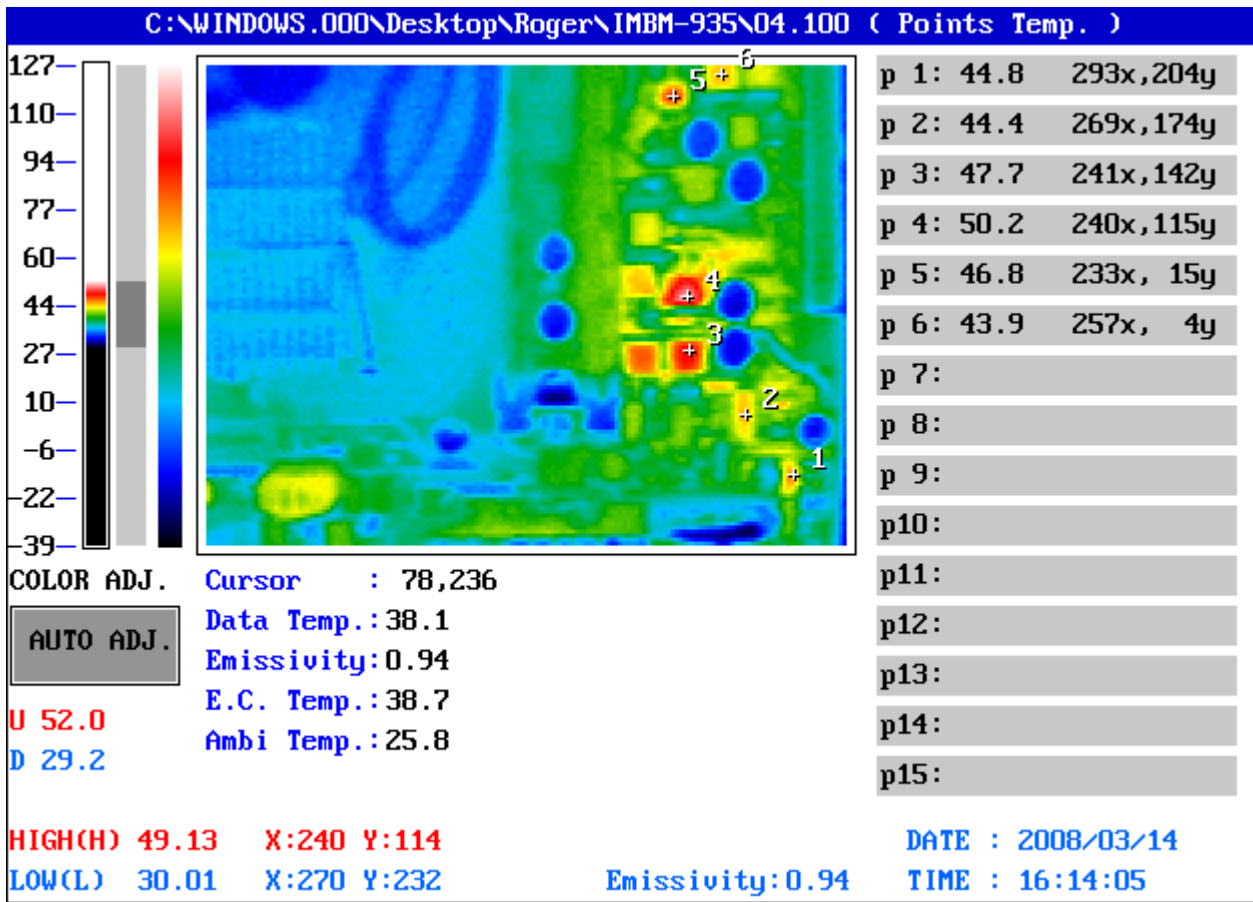 C:\WINDOWS.000\Desktop\Roger\IMBM-935\04.100 ( Points Temp. )
127
110
94
77
60
44
27
10
-6
-22
-39
COLOR ADJ.
AUTO ADJ.
U 52.0
D 29.2
5
6
4
3
2
1
Cursor : 78,236
Data Temp.:38.1
Emissivity:0.94
E.C. Temp.:38.7
Ambi Temp.:25.8
p 1: 44.8 293x,204y
p 2: 44.4 269x,174y
p 3: 47.7 241x,142y
p 4: 50.2 240x,115y
p 5: 46.8 233x, 15y
p 6: 43.9 257x, 4y
p 7:
p 8:
p 9:
p10:
p11:
p12:
p13:
p14:
p15:
HIGH(H) 49.13 X:240 Y:114
LOW(L) 30.01 X:270 Y:232
Emissivity:0.94
DATE : 2008/03/14
TIME : 16:14:05